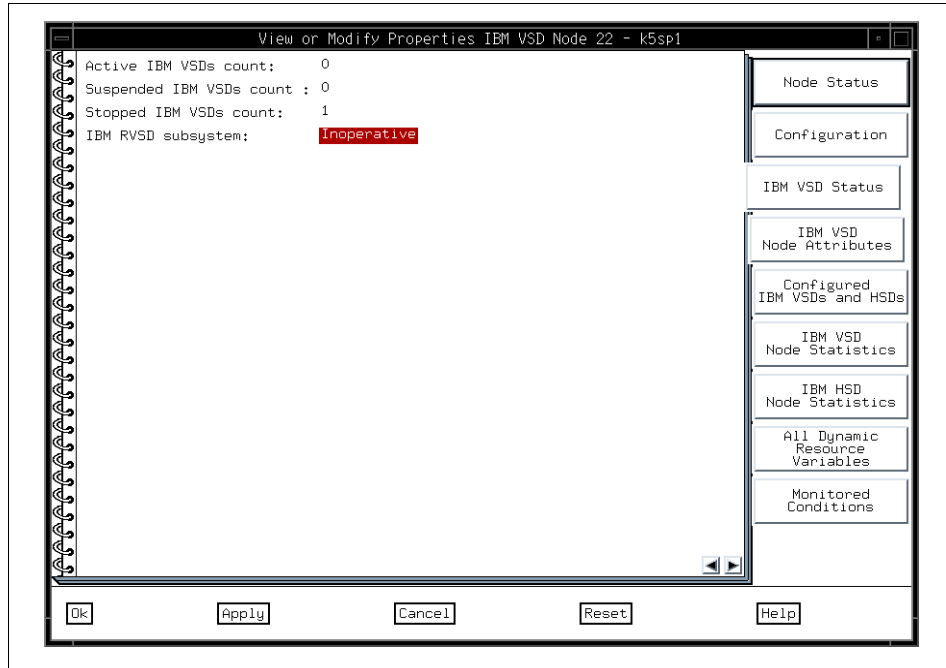 View or Modify Properties IBM VSD Node 22 - k5sp1
Active IBM VSDs count: 0
Suspended IBM VSDs count : 0
Stopped IBM VSDs count: 1
IBM RVSD subsystem: Inoperative
Node Status
Configuration
IBM VSD Status
IBM VSD
Node Attributes
Configured
IBM VSDs and HSDs
IBM VSD
Node Statistics
IBM HSD
Node Statistics
All Dynamic
Resource
Variables
Monitored
Conditions
Ok Apply Cancel Reset Help